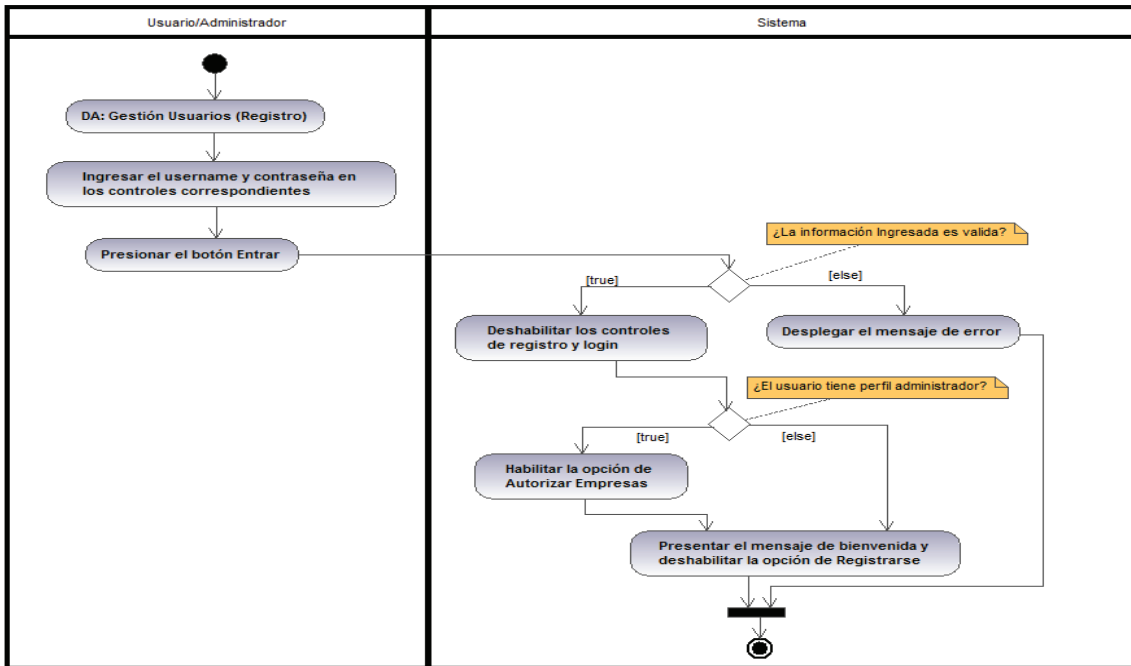 Usuario/Administrador
Sistema
DA: Gestión Usuarios (Registro)
Ingresar el username y contraseña en
los controles correspondientes
Presionar el botón Entrar
¿La información Ingresada es valida?
[true]
[else]
Deshabilitar los controles
de registro y login
Desplegar el mensaje de error
¿El usuario tiene perfil administrador?
[true]
[else]
Habilitar la opción de
Autorizar Empresas
Presentar el mensaje de bienvenida y
deshabilitar la opción de Registrarse